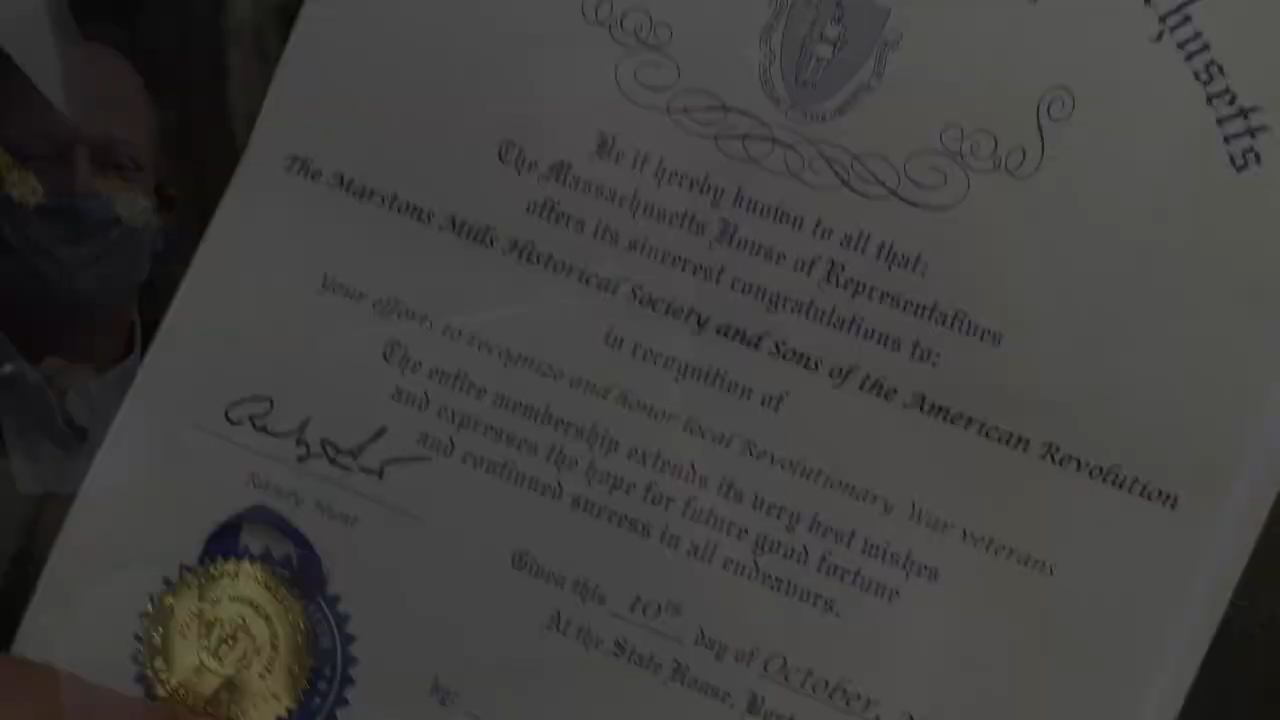 chusetts
Be it hereby known to all that:
The Massachusetts House of Representatives
offers its sincerest congratulations to:
The Marstons Mills Historical Society and Sons of the American Revolution
in recognition of
Your efforts to recognize and honor local Revolutionary War veterans
The entire membership extends its very best wishes
and expresses the hope for future good fortune
and continued success in all endeavors.
Given this 10th day of October,
At the State House,
by: